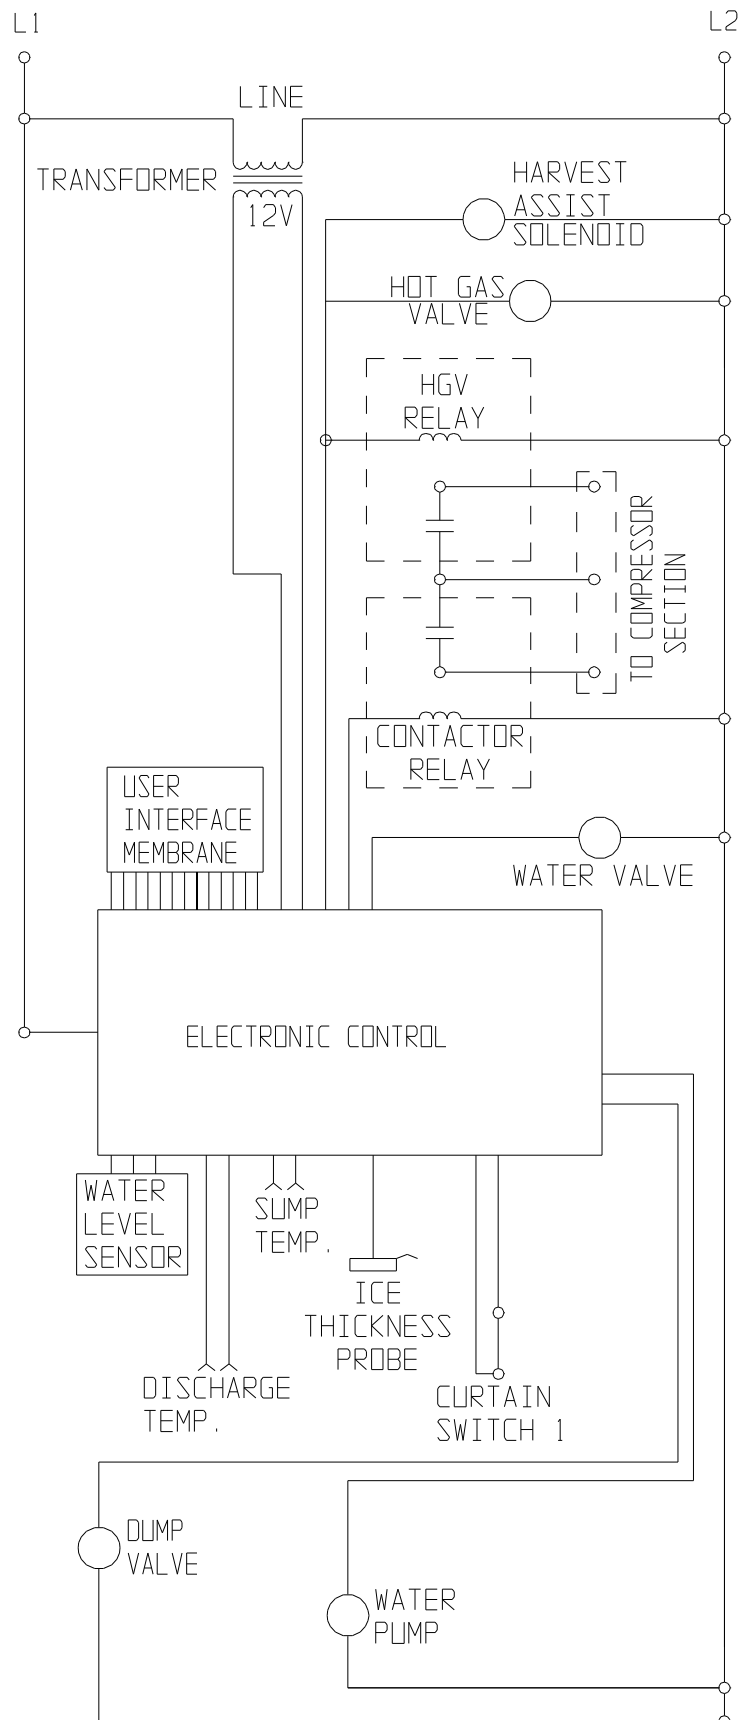 L1
L2
LINE
TRANSFORMER
12V
HARVEST
ASSIST
SOLENOID
HOT GAS
VALVE
HGV
RELAY
TO COMPRESSOR
SECTION
CONTACTOR
RELAY
USER
INTERFACE
MEMBRANE
WATER VALVE
ELECTRONIC CONTROL
WATER
LEVEL
SENSOR
SUMP
TEMP.
ICE
THICKNESS
PROBE
DISCHARGE
TEMP.
CURTAIN
SWITCH 1
DUMP
VALVE
WATER
PUMP